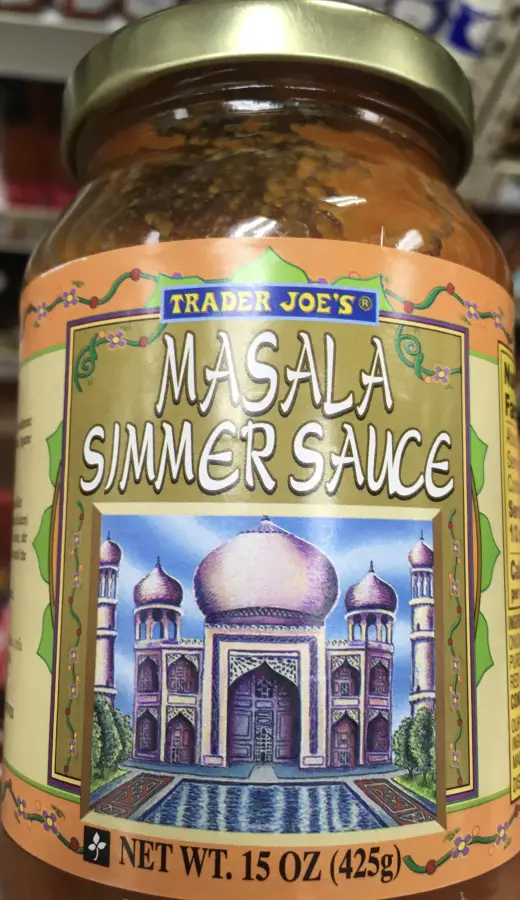 TRADER JOE'S®
MASALA
SIMMER SAUCE
NET WT. 15 OZ (425g)